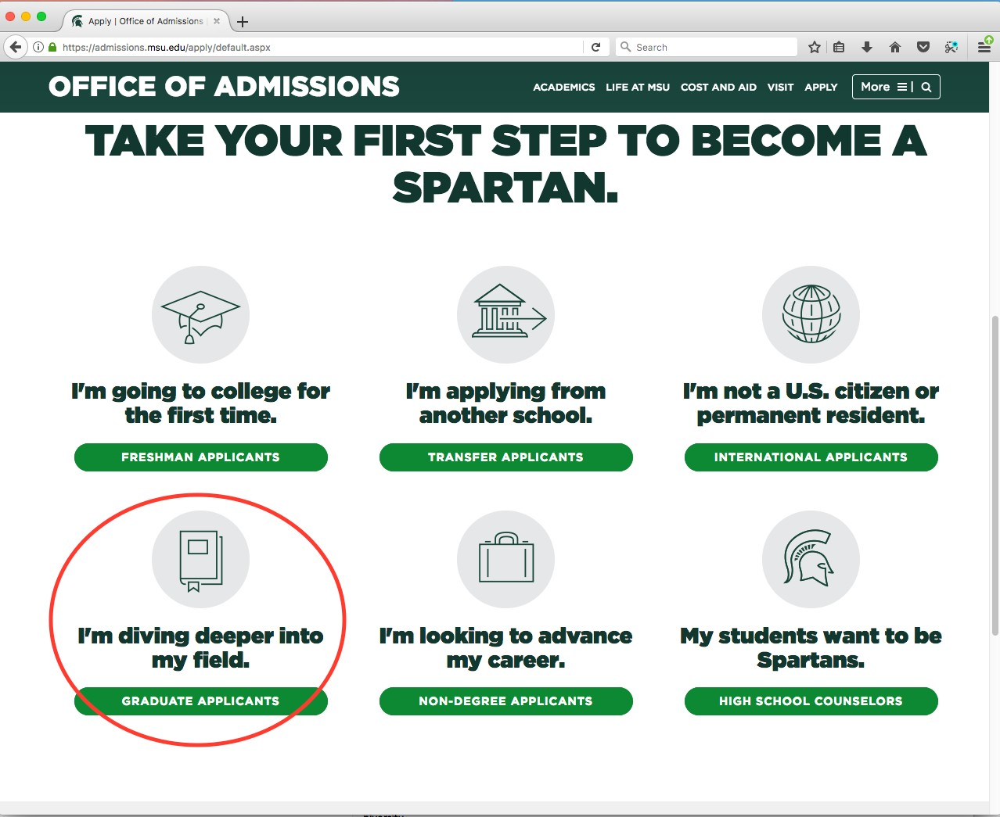 Apply | Office of Admissions
https://admissions.msu.edu/apply/default.aspx
Search
OFFICE OF ADMISSIONS
ACADEMICS LIFE AT MSU COST AND AID VISIT APPLY More
TAKE YOUR FIRST STEP TO BECOME A
SPARTAN.
I'm going to college for
the first time.
FRESHMAN APPLICANTS
I'm applying from
another school.
TRANSFER APPLICANTS
I'm not a U.S. citizen or
permanent resident.
INTERNATIONAL APPLICANTS
I'm diving deeper into
my field.
GRADUATE APPLICANTS
I'm looking to advance
my career.
NON-DEGREE APPLICANTS
My students want to be
Spartans.
HIGH SCHOOL COUNSELORS